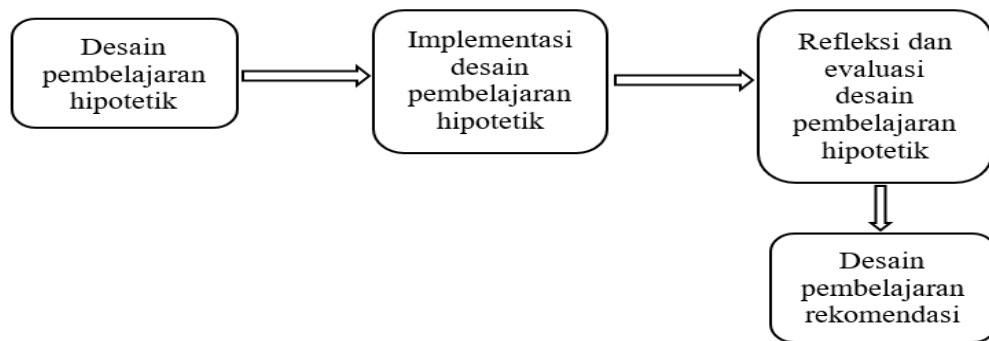 Desain
pembelajaran
hipotetik
Implementasi
desain
pembelajaran
hipotetik
Refleksi dan
evaluasi
desain
pembelajaran
hipotetik
Desain
pembelajaran
rekomendasi